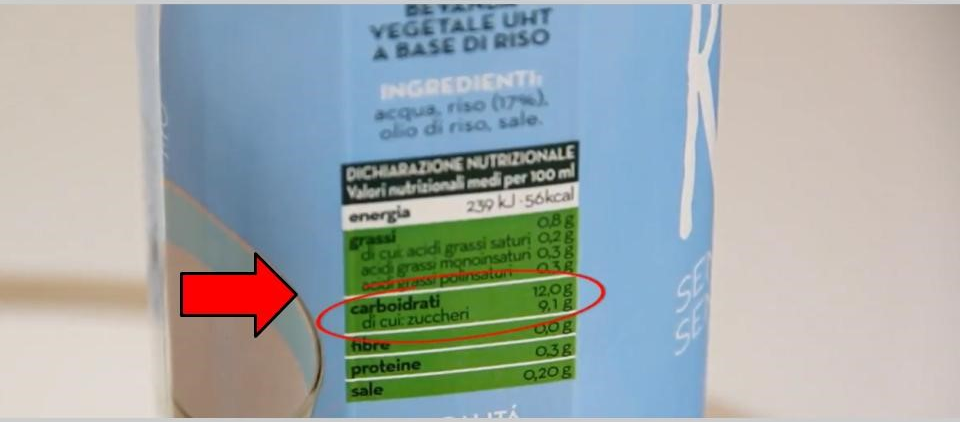 BEVANDA
VEGETALE UHT
A BASE DI RISO
INGREDIENTI:
acqua, riso (17%),
olio di riso, sale.
DICHIARAZIONE NUTRIZIONALE
Valori nutrizionali medi per 100 ml
energia 239 kJ - 56kcal
grassi 0,8 g
di cui: acidi grassi saturi 0,2 g
acidi grassi monoinsaturi 0,3 g
acidi grassi polinsaturi 0,3 g
carboidrati 12,0 g
di cui: zuccheri 9,1 g
fibre 0,0 g
proteine 0,3 g
sale 0,20 g
K
SEN
SEN